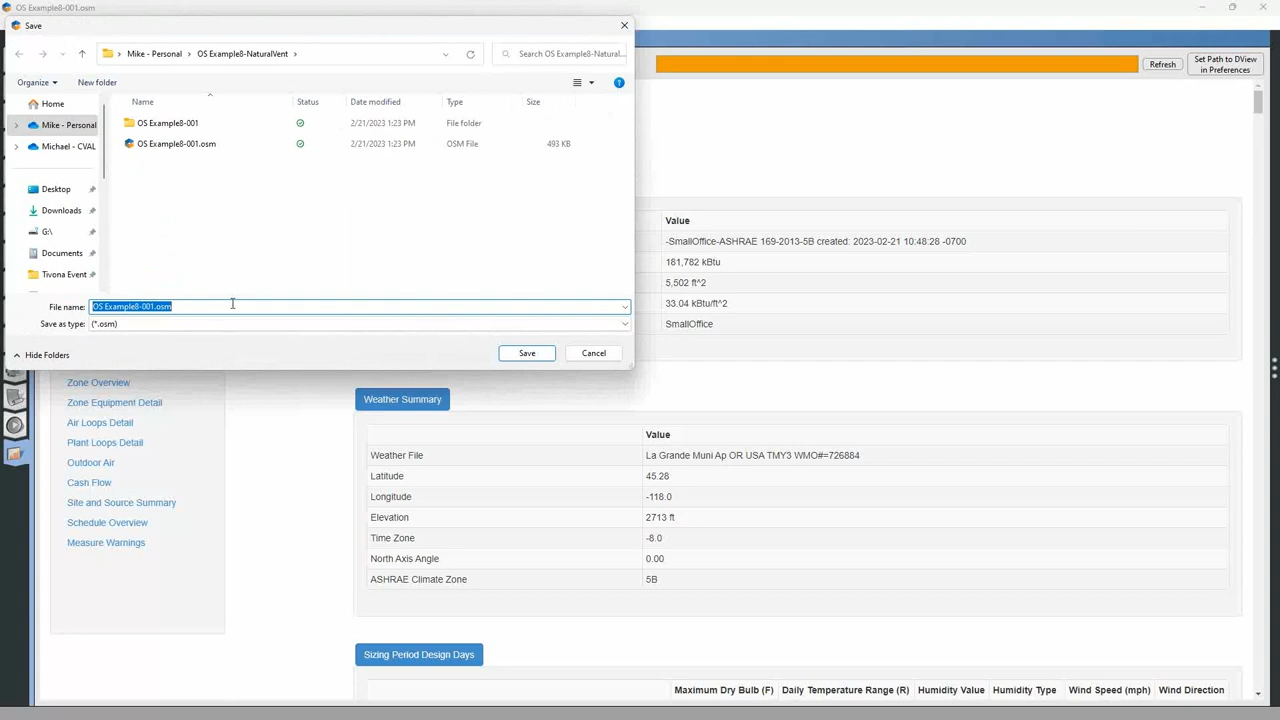 OS Example8-001.osm
Save
Mike - Personal > OS Example8-NaturalVent >
Search OS Example8-Natural...
Refresh
Set Path to DView
in Preferences
Organize
New folder
Name Status Date modified Type Size
Home
Mike - Personal
Michael - CVAL
Desktop
Downloads
G:\
Documents
Tivona Event
OS Example8-001 2/21/2023 1:23 PM File folder
OS Example8-001.osm 2/21/2023 1:23 PM OSM File 493 KB
File name: OS Example8-001.osm
Save as type: (*.osm)
Hide Folders
Save
Cancel
Value
-SmallOffice-ASHRAE 169-2013-5B created: 2023-02-21 10:48:28 -0700
181,782 kBtu
5,502 ft^2
33.04 kBtu/ft^2
SmallOffice
Zone Overview
Zone Equipment Detail
Air Loops Detail
Plant Loops Detail
Outdoor Air
Cash Flow
Site and Source Summary
Schedule Overview
Measure Warnings
Weather Summary
Value
Weather File La Grande Muni Ap OR USA TMY3 WMO#=726884
Latitude 45.28
Longitude -118.0
Elevation 2713 ft
Time Zone -8.0
North Axis Angle 0.00
ASHRAE Climate Zone 5B
Sizing Period Design Days
Maximum Dry Bulb (F) Daily Temperature Range (R) Humidity Value Humidity Type Wind Speed (mph) Wind Direction